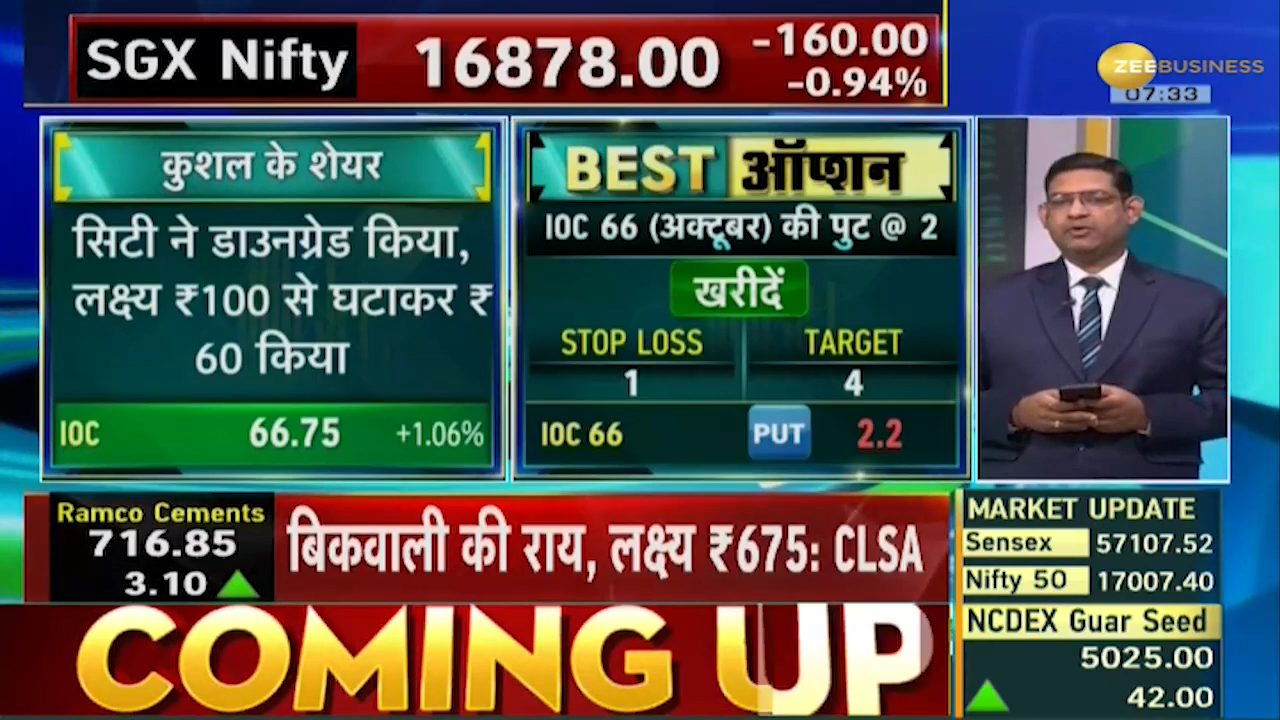 SGX Nifty
16878.00
-160.00
-0.94%
ZEEBUSINESS
07:33
कुशल के शेयर
सिटी ने डाउनग्रेड किया,
लक्ष्य ₹100 से घटाकर ₹
60 किया
IOC 66.75 +1.06%
BEST ऑप्शन
IOC 66 (अक्टूबर) की पुट @ 2
खरीदें
STOP LOSS TARGET
1 4
IOC 66 PUT 2.2
Ramco Cements
716.85
3.10
बिकवाली की राय, लक्ष्य ₹675: CLSA
MARKET UPDATE
Sensex 57107.52
Nifty 50 17007.40
NCDEX Guar Seed
5025.00
42.00
COMING UP